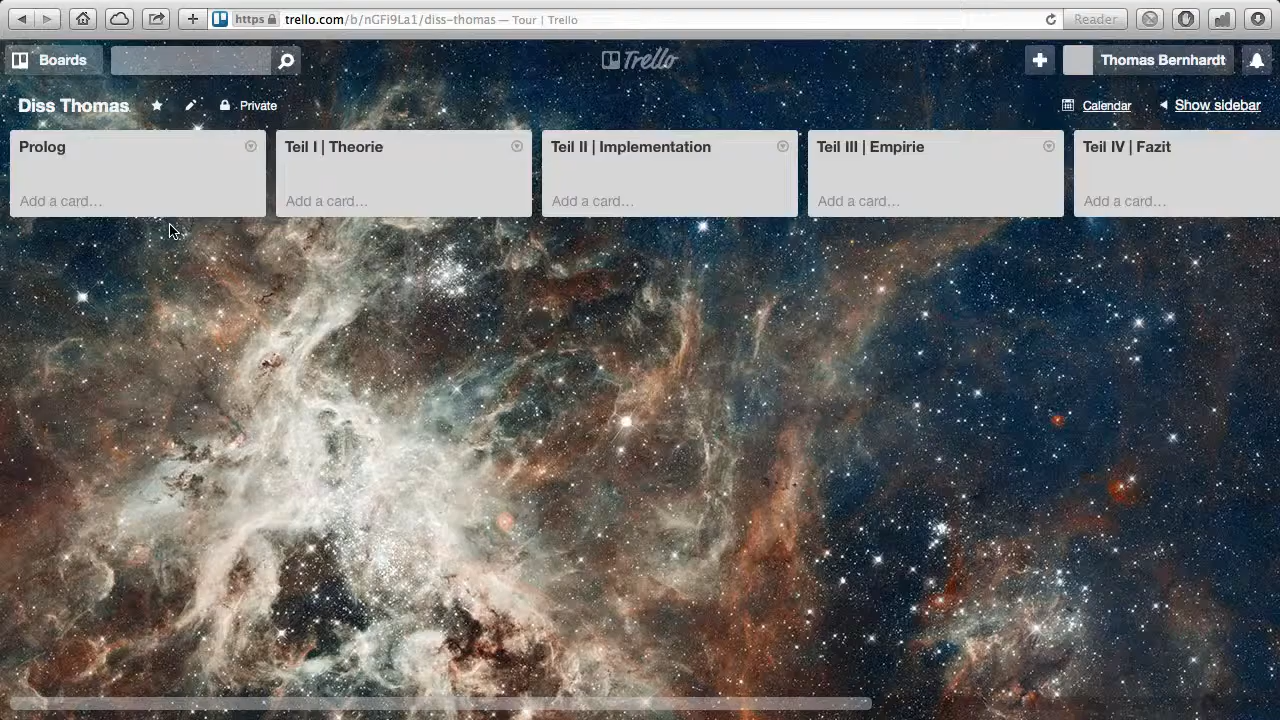 https trello.com/b/nGFi9La1/diss-thomas — Tour | Trello Reader
Boards Trello Thomas Bernhardt
Diss Thomas Private Calendar Show sidebar
Prolog Teil I | Theorie Teil II | Implementation Teil III | Empirie Teil IV | Fazit
Add a card… Add a card… Add a card… Add a card… Add a card…